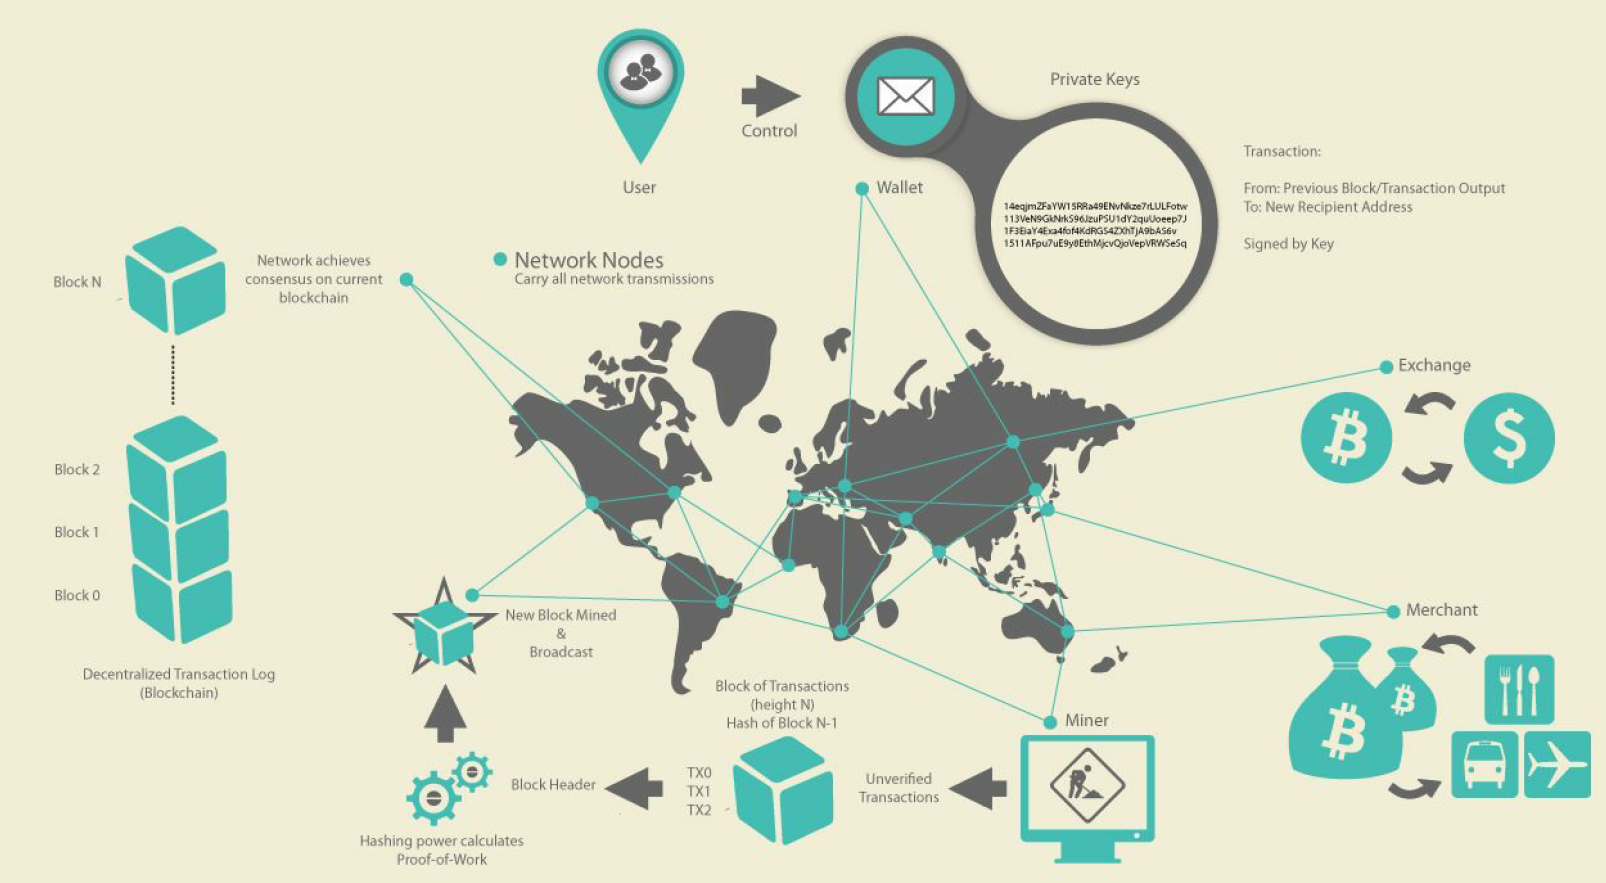 Private Keys
Control
User
Wallet
14eqjmZFaYW15RRa49ENvNkze7rLULFotw
113VeN9GkNrkS96JzuPSU1dY2quUoeep7J
1F3EiaY4Exa4fof4KdRGS4ZXhTjA9bAS6v
1511AFpu7uE9y8EthMjcvQjoVepVRWSeSq
Transaction:
From: Previous Block/Transaction Output
To: New Recipient Address
Signed by Key
Block N
Network achieves
consensus on current
blockchain
Network Nodes
Carry all network transmissions
Exchange
Block 2
Block 1
Block 0
Decentralized Transaction Log
(Blockchain)
New Block Mined
&
Broadcast
Merchant
Block of Transactions
(height N)
Hash of Block N-1
Miner
TX0
TX1
TX2
Unverified
Transactions
Block Header
Hashing power calculates
Proof-of-Work